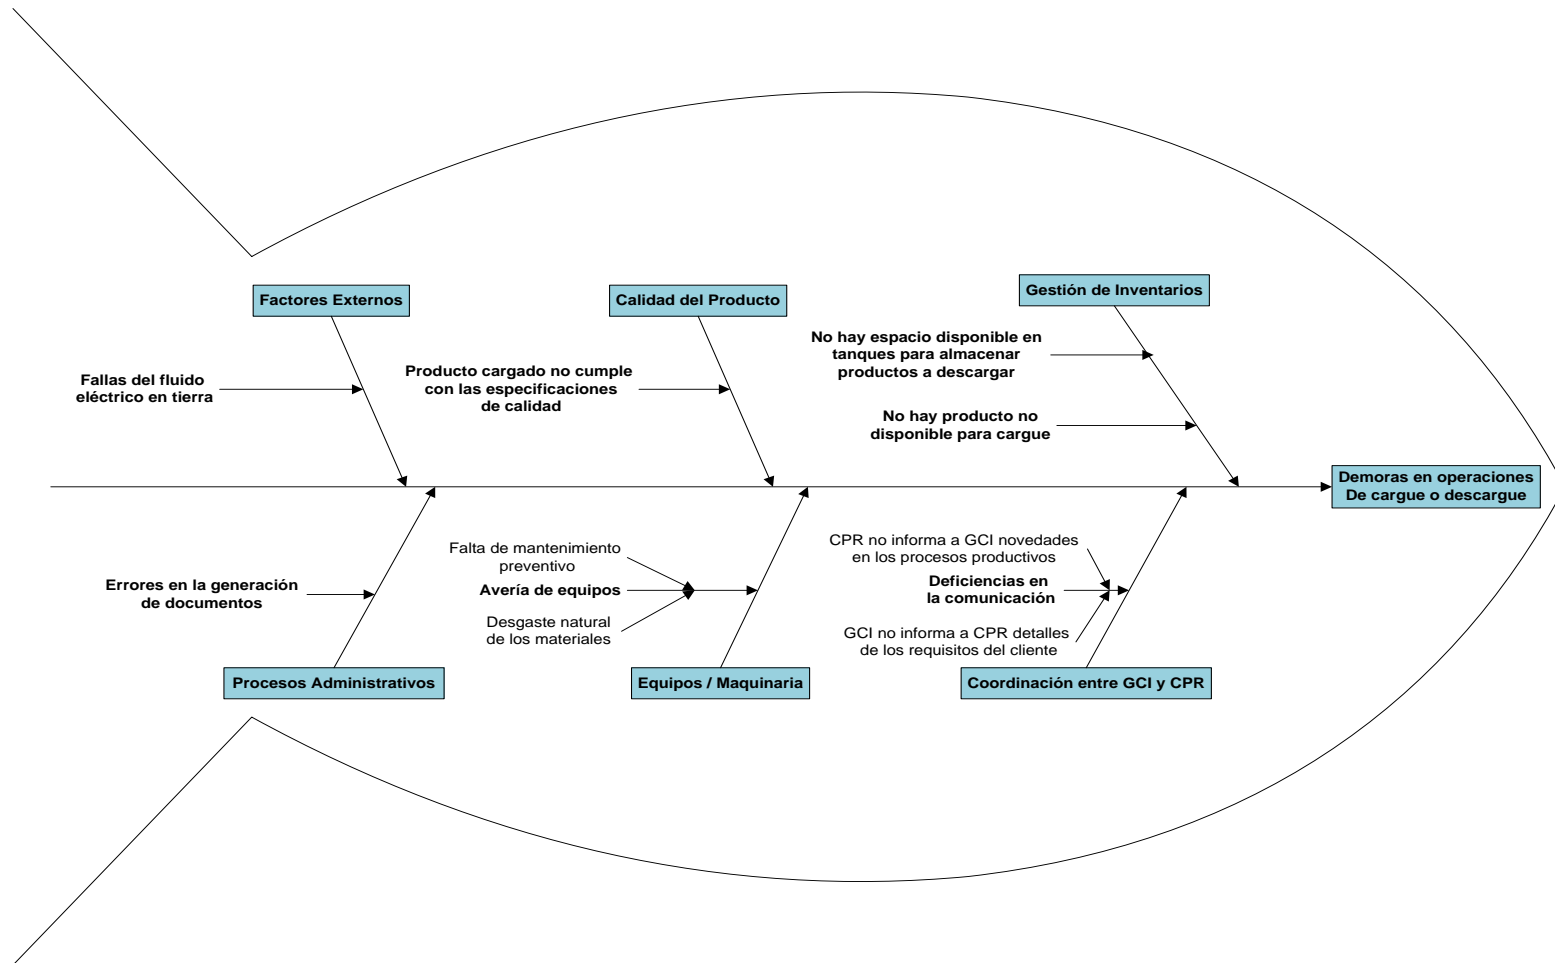 Factores Externos
Calidad del Producto
Gestión de Inventarios
Fallas del fluido
eléctrico en tierra
Producto cargado no cumple
con las especificaciones
de calidad
No hay espacio disponible en
tanques para almacenar
productos a descargar
No hay producto no
disponible para cargue
Demoras en operaciones
De cargue o descargue
Errores en la generación
de documentos
Falta de mantenimiento
preventivo
Avería de equipos
Desgaste natural
de los materiales
CPR no informa a GCI novedades
en los procesos productivos
Deficiencias en
la comunicación
GCI no informa a CPR detalles
de los requisitos del cliente
Procesos Administrativos
Equipos / Maquinaria
Coordinación entre GCI y CPR